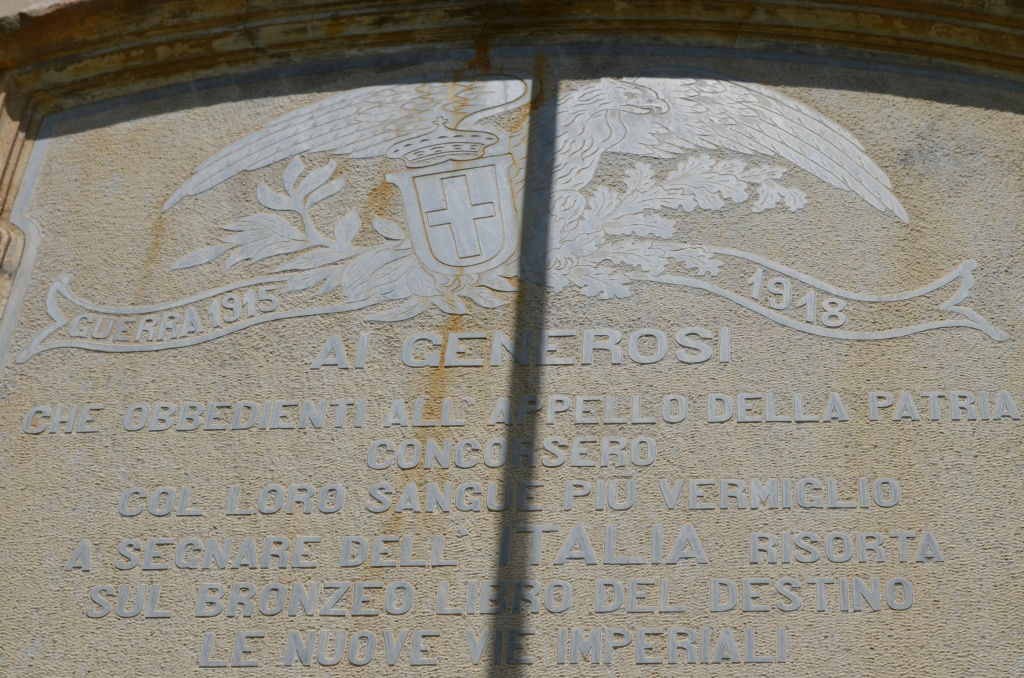 GUERRA 1915 1918
AI GENEROSI
CHE OBBEDIENTI ALL' APPELLO DELLA PATRIA
CONCORSERO
COL LORO SANGUE PIÙ VERMIGLIO
A SEGNARE DELL' ITALIA RISORTA
SUL BRONZEO LIBRO DEL DESTINO
LE NUOVE VIE IMPERIALI